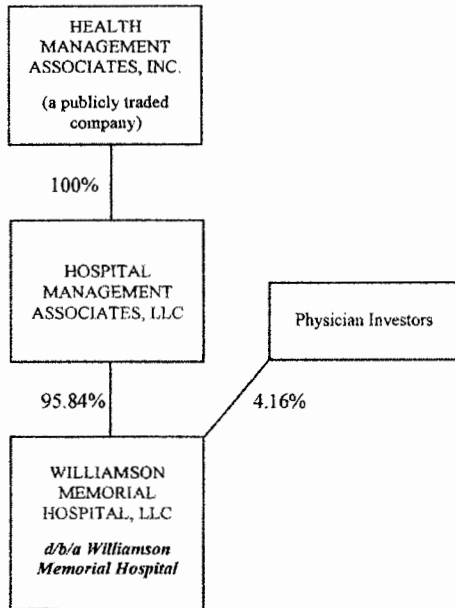 HEALTH
MANAGEMENT
ASSOCIATES, INC.
(a publicly traded
company)
100%
HOSPITAL
MANAGEMENT
ASSOCIATES, LLC
Physician Investors
95.84%
4.16%
WILLIAMSON
MEMORIAL
HOSPITAL, LLC
d/b/a Williamson
Memorial Hospital